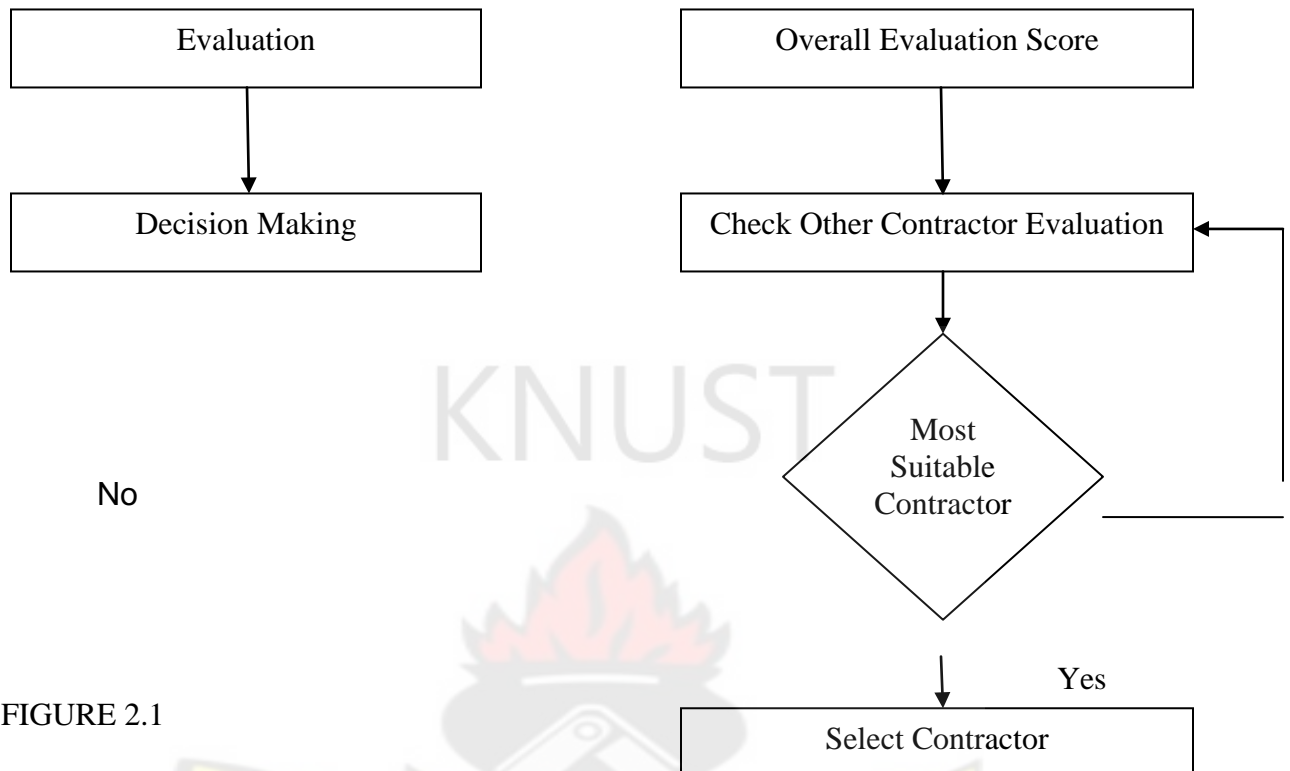 Evaluation
Overall Evaluation Score
Decision Making
Check Other Contractor Evaluation
KNUST
Most
Suitable
Contractor
No
Yes
FIGURE 2.1
Select Contractor